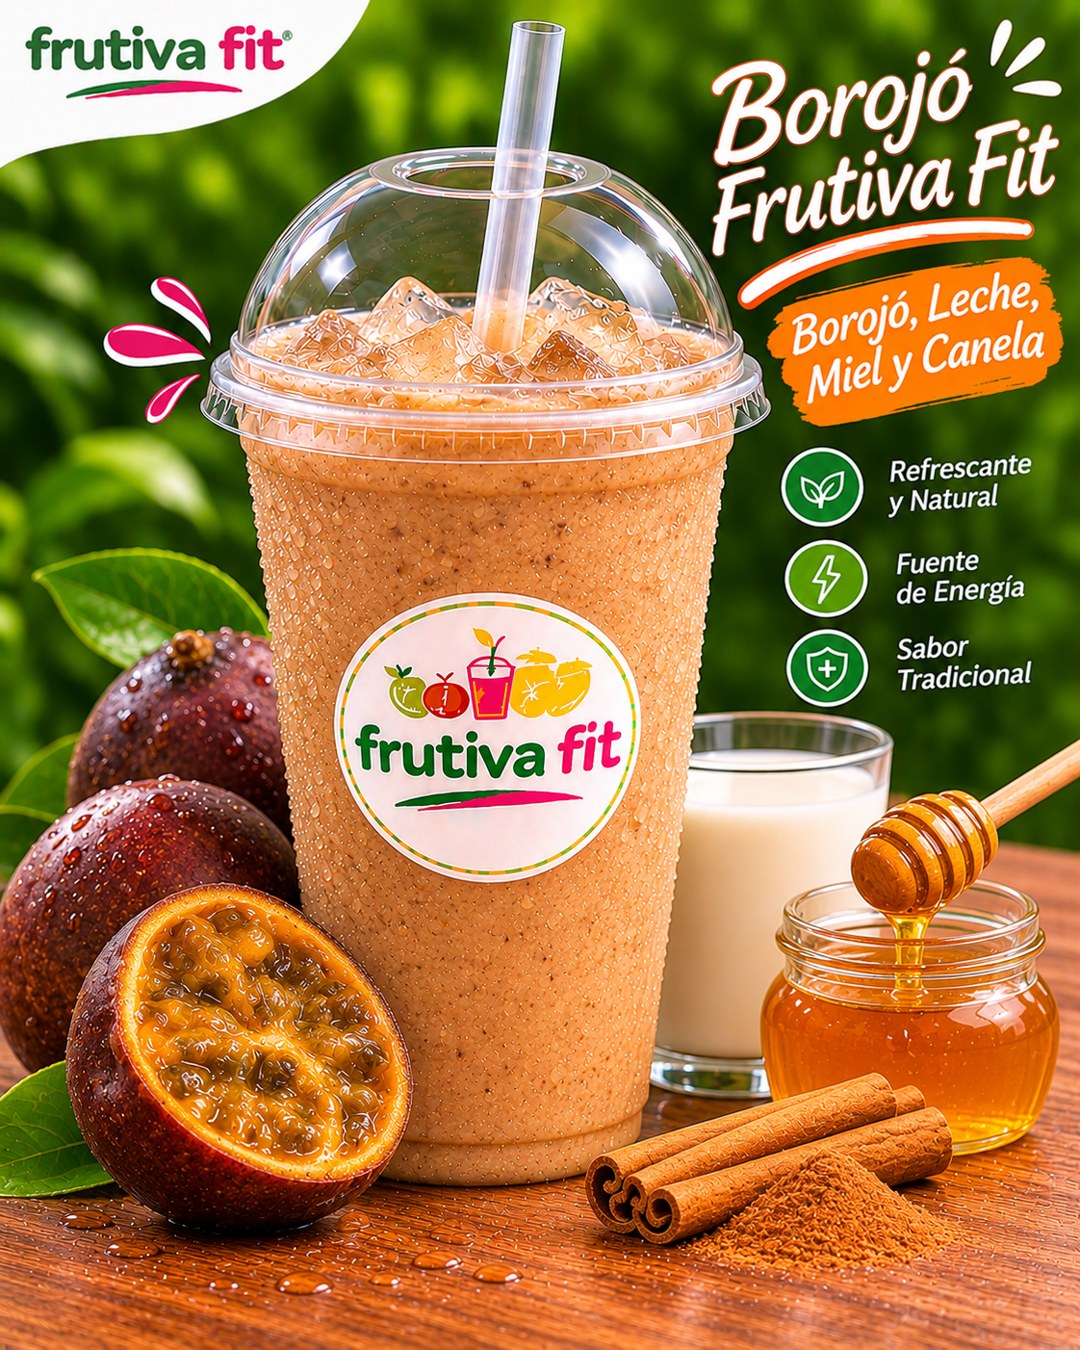 frutiva fit®
Borojó
Frutiva Fit
Borojó, Leche,
Miel y Canela
Refrescante
y Natural
Fuente
de Energía
Sabor
Tradicional
frutiva fit